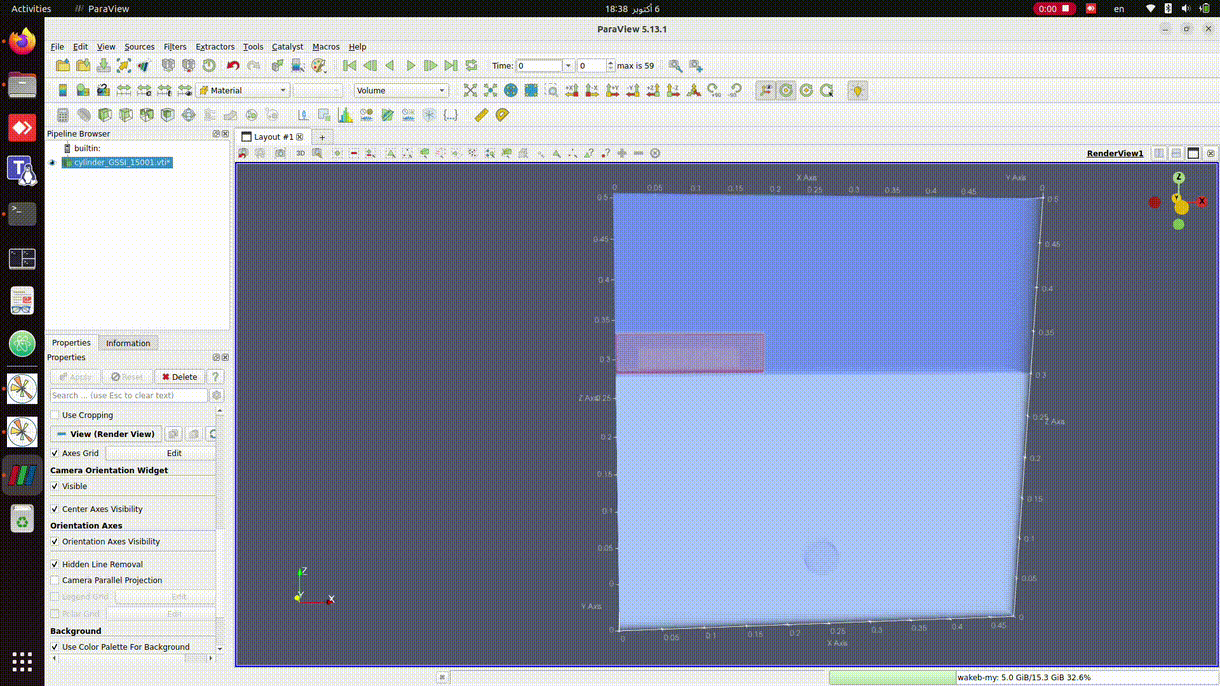 Activities
ParaView
6 أكتوبر 18:38
0:00
en
ParaView 5.13.1
File Edit View Sources Filters Extractors Tools Catalyst Macros Help
Time: 0 0 max is 59
Material Volume
Pipeline Browser
builtin:
cylinder_GSSI_15001.vti*
Layout #1
3D
RenderView1
Properties Information
Properties
Apply Reset Delete ?
Search ... (use Esc to clear text)
Use Cropping
View (Render View)
Axes Grid Edit
Camera Orientation Widget
Visible
Center Axes Visibility
Orientation Axes
Orientation Axes Visibility
Hidden Line Removal
Camera Parallel Projection
Legend Grid Edit
Polar Grid Edit
Background
Use Color Palette For Background
X Axis Y Axis
0 0.05 0.1 0.15 0.2 0.25 0.3 0.35 0.4 0.45 0
0.5 0.5
0.45 0.45
0.4 0.4
0.35 0.35
0.3 0.3
Z Axis 0.25 0.25 Z Axis
0.2 0.2
0.15 0.15
0.1 0.1
0.05 0.05
0
Y Axis
0 0
0 0.05 0.1 0.15 0.2 0.25 0.3 0.35 0.4 0.45
X Axis
Z
Y X
Z
Y X
wakeb-my: 5.0 GiB/15.3 GiB 32.6%